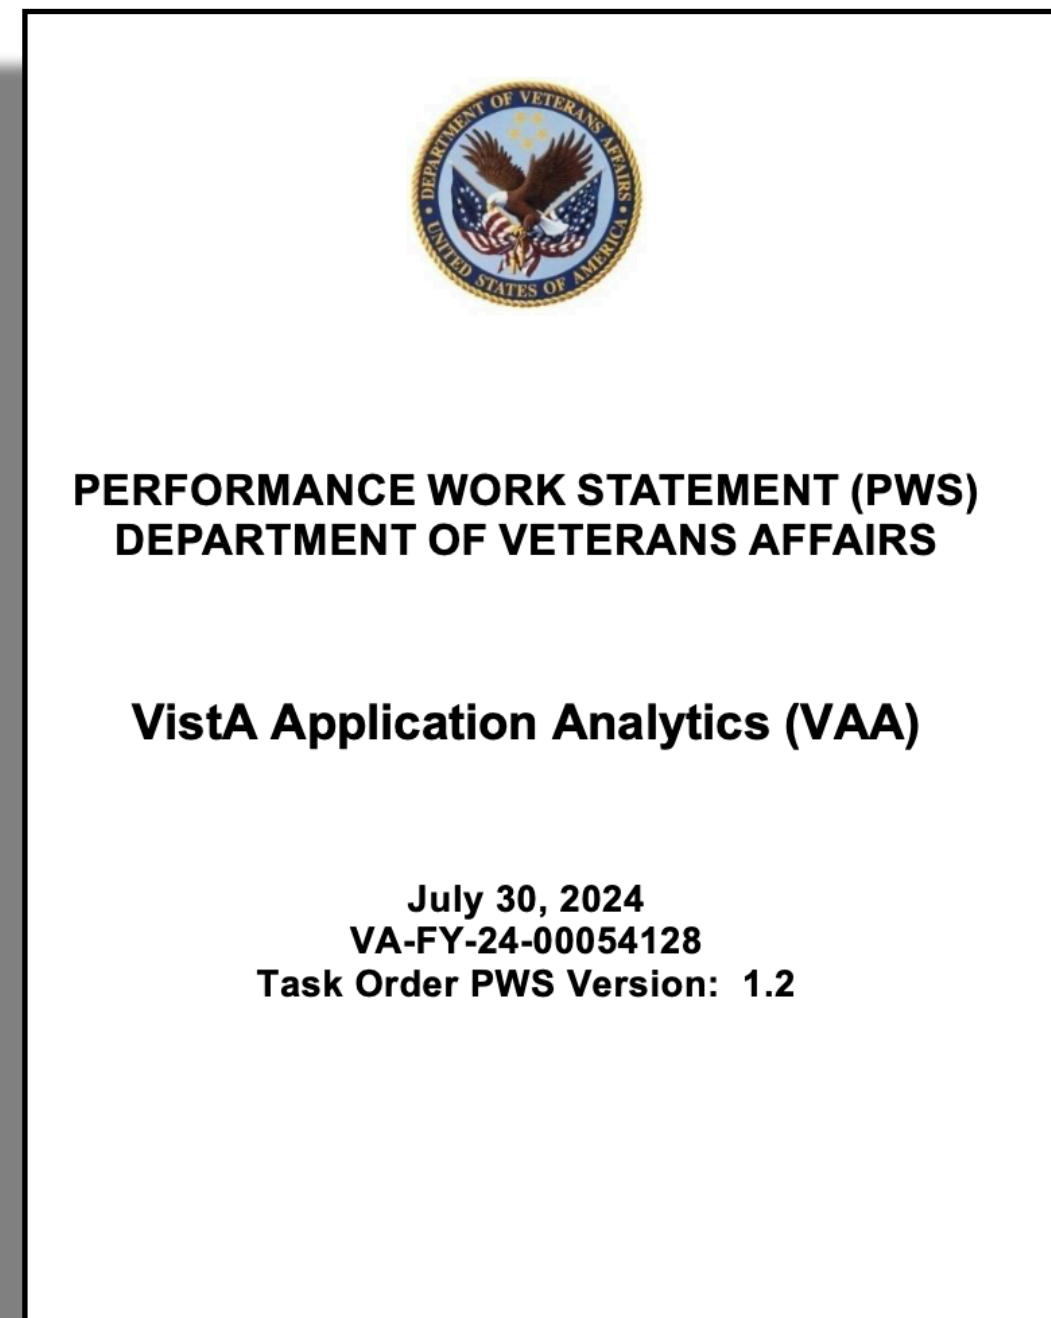 DEPARTMENT OF VETERANS AFFAIRS
UNITED STATES OF AMERICA
PERFORMANCE WORK STATEMENT (PWS)
DEPARTMENT OF VETERANS AFFAIRS
VistA Application Analytics (VAA)
July 30, 2024
VA-FY-24-00054128
Task Order PWS Version: 1.2